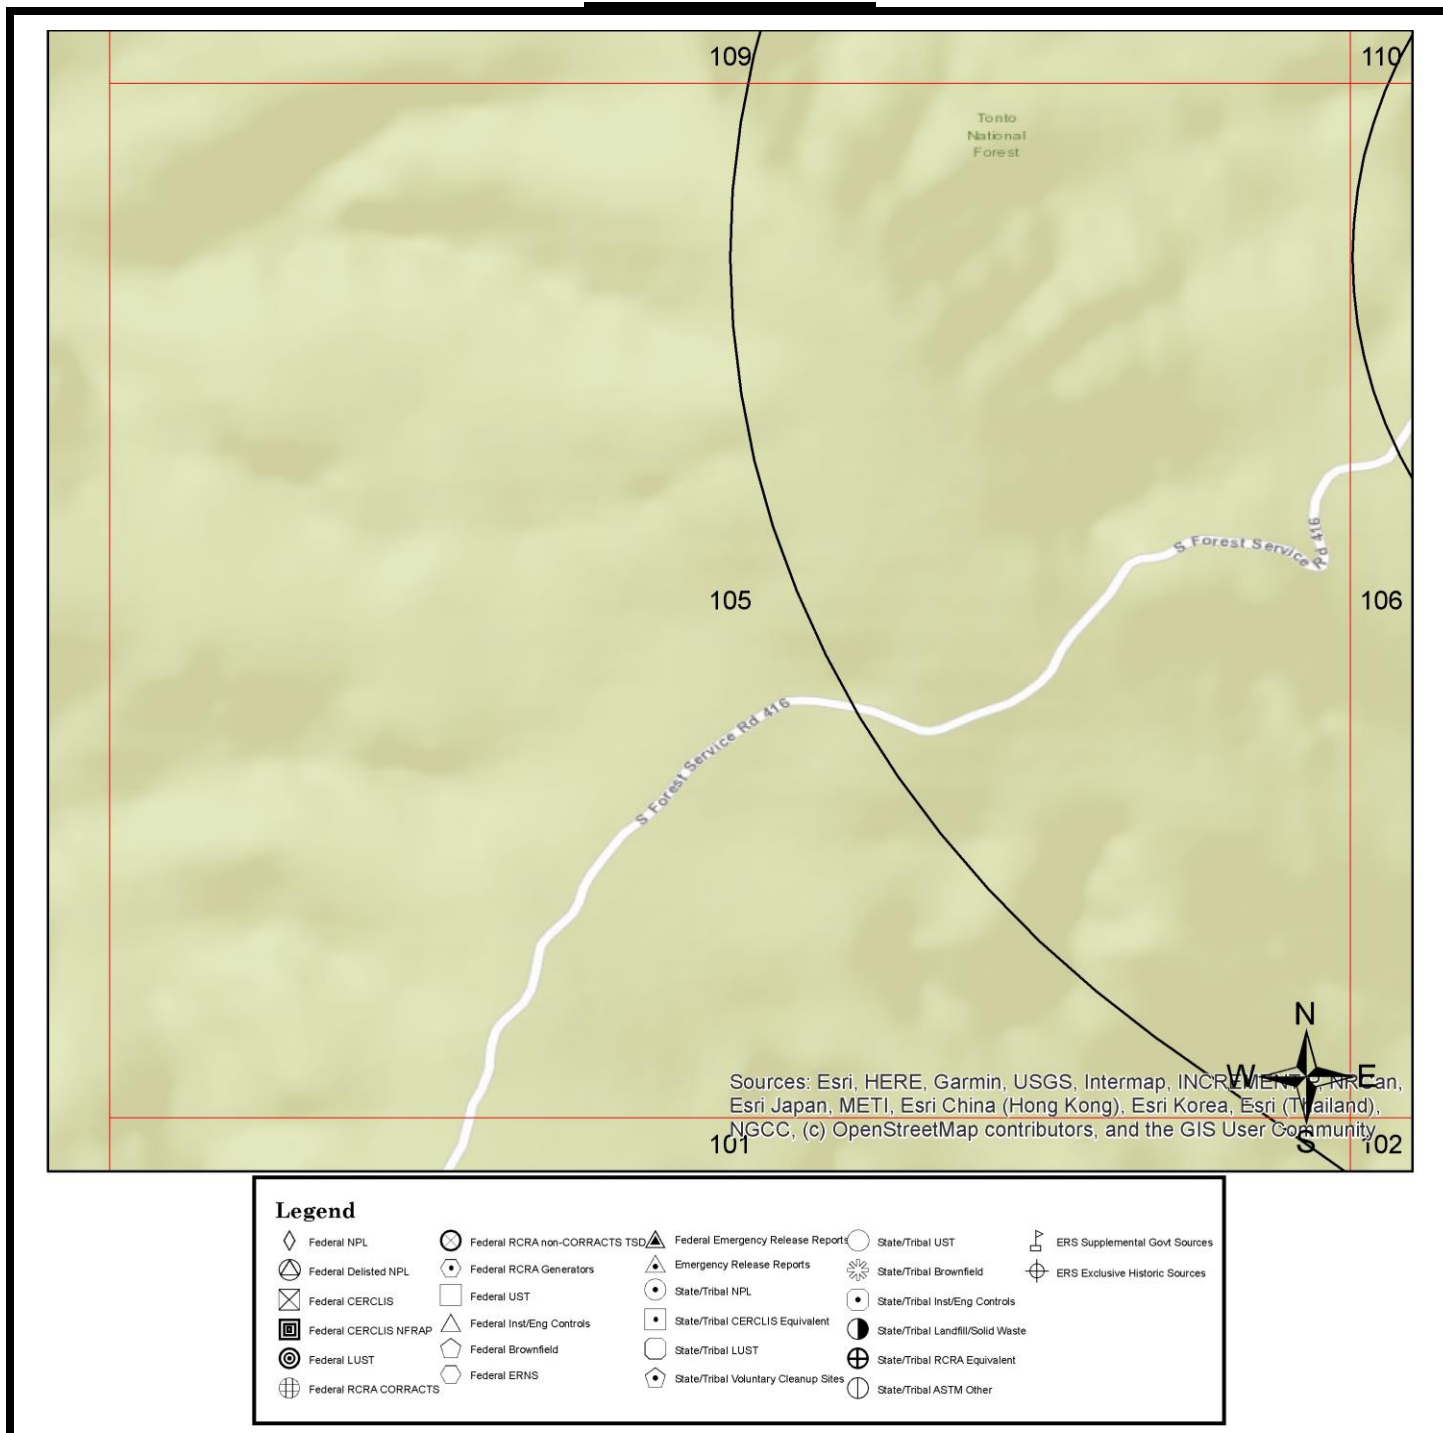 109
110
Tonto
National
Forest
S Forest Service Rd 416
105
106
S Forest Service Rd 416
N
W
E
S
Sources: Esri, HERE, Garmin, USGS, Intermap, INCREMENT P, NRCan,
Esri Japan, METI, Esri China (Hong Kong), Esri Korea, Esri (Thailand),
NGCC, (c) OpenStreetMap contributors, and the GIS User Community
101
102
Legend
Federal NPL
Federal Delisted NPL
Federal CERCLIS
Federal CERCLIS NFRAP
Federal LUST
Federal RCRA CORRACTS
Federal RCRA non-CORRACTS TSD
Federal RCRA Generators
Federal UST
Federal Inst/Eng Controls
Federal Brownfield
Federal ERNS
Federal Emergency Release Reports
Emergency Release Reports
State/Tribal NPL
State/Tribal CERCLIS Equivalent
State/Tribal LUST
State/Tribal Voluntary Cleanup Sites
State/Tribal UST
State/Tribal Brownfield
State/Tribal Inst/Eng Controls
State/Tribal Landfill/Solid Waste
State/Tribal RCRA Equivalent
State/Tribal ASTM Other
ERS Supplemental Govt Sources
ERS Exclusive Historic Sources